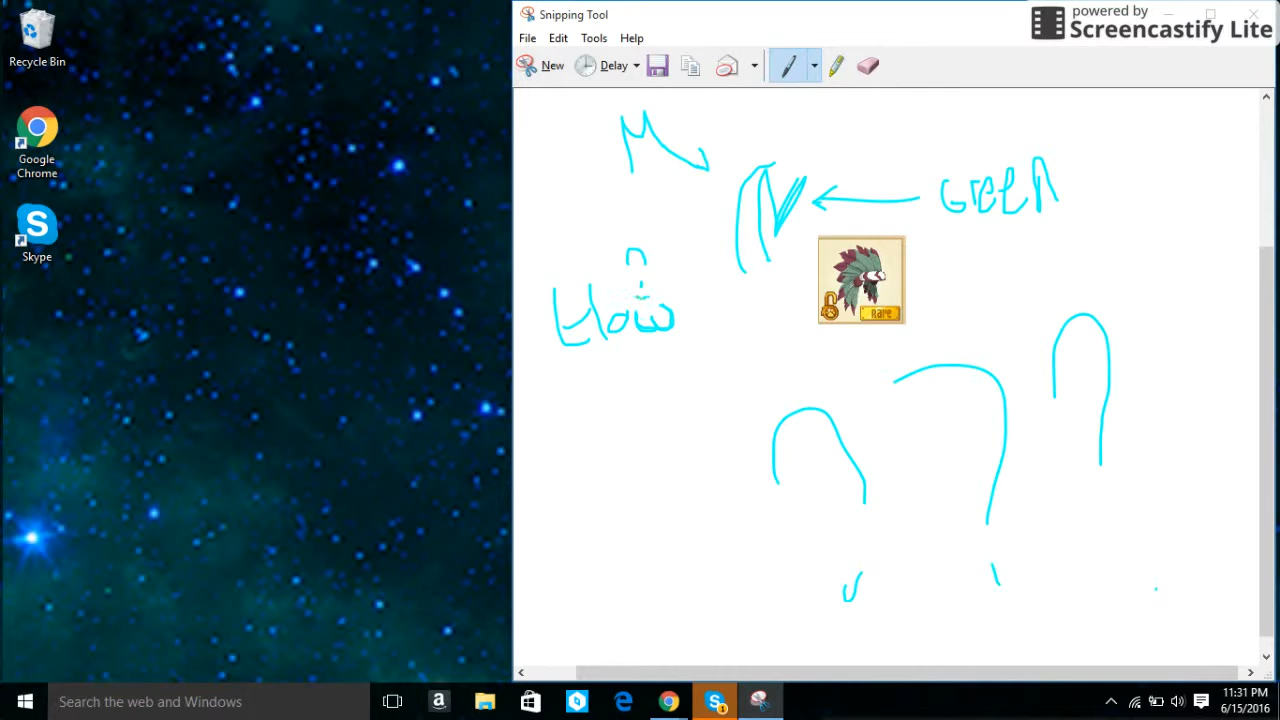 Recycle Bin
Google Chrome
Skype
Snipping Tool
powered by
Screencastify Lite
File Edit Tools Help
New Delay
M
How
Rare
Search the web and Windows
11:31 PM
6/15/2016